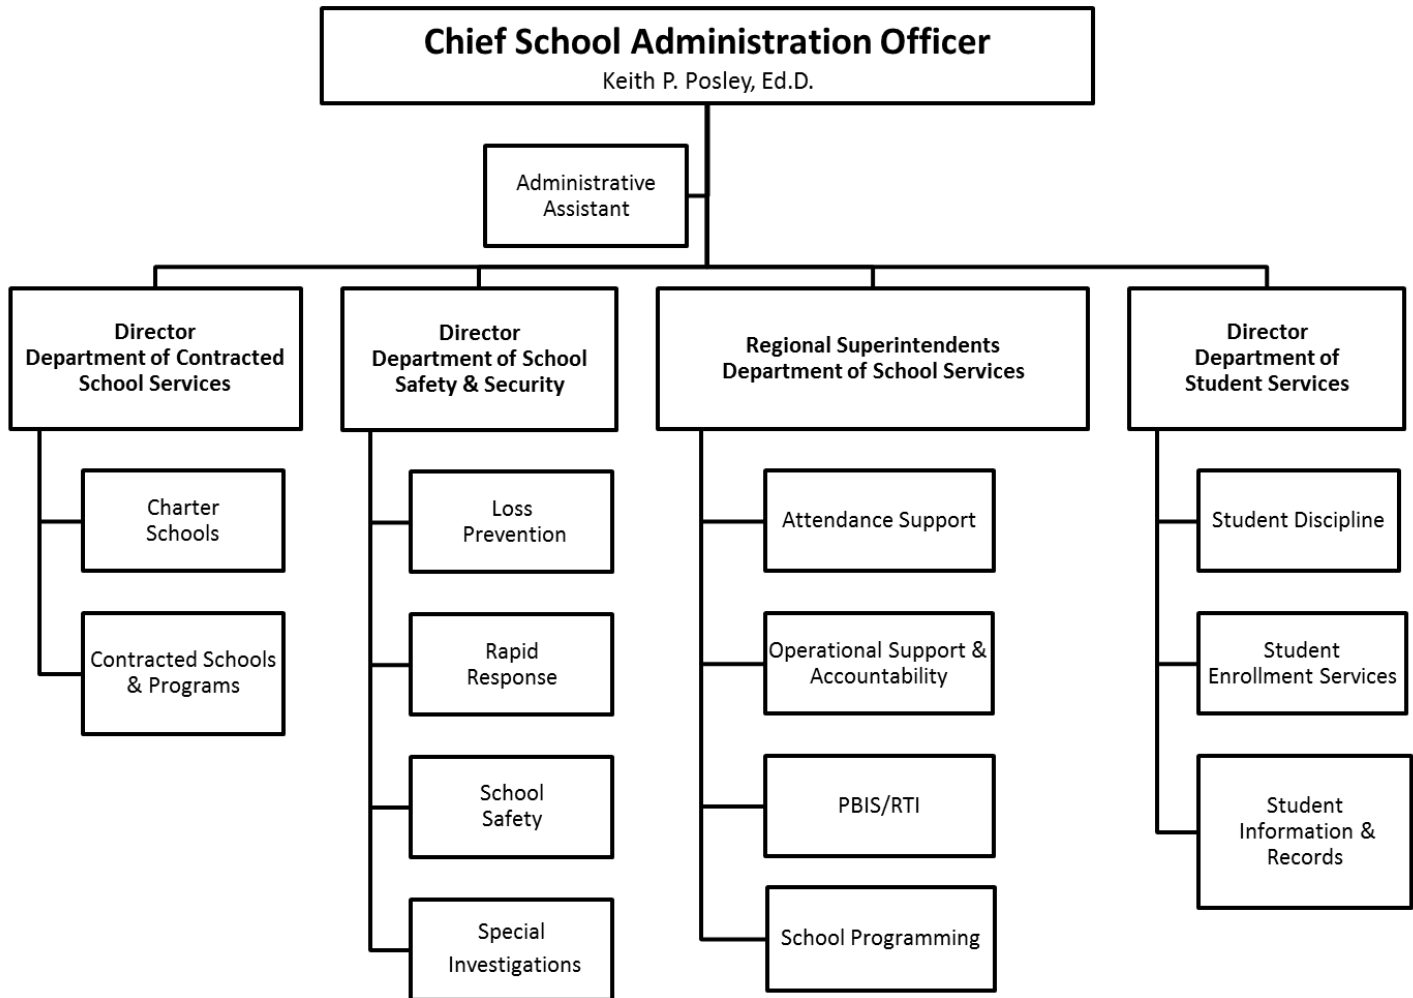 Chief School Administration Officer
Keith P. Posley, Ed.D.
Administrative
Assistant
Director
Department of Contracted
School Services
Charter
Schools
Contracted Schools
& Programs
Director
Department of School
Safety & Security
Loss
Prevention
Rapid
Response
School
Safety
Special
Investigations
Regional Superintendents
Department of School Services
Attendance Support
Operational Support &
Accountability
PBIS/RTI
School Programming
Director
Department of
Student Services
Student Discipline
Student
Enrollment Services
Student
Information &
Records